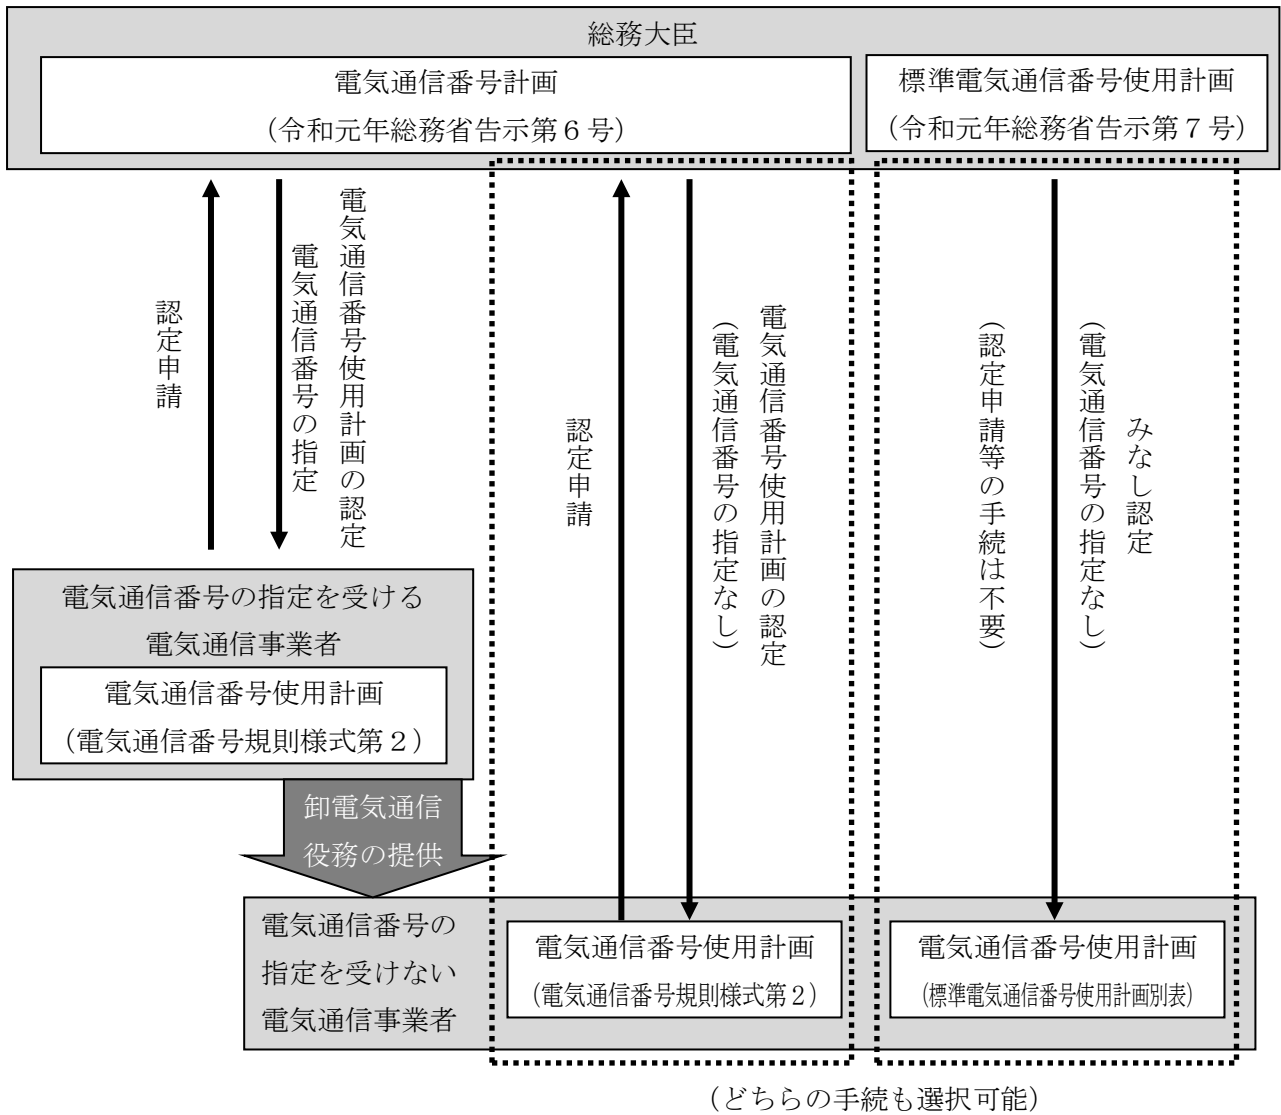 総務大臣
電気通信番号計画
(令和元年総務省告示第6号)
標準電気通信番号使用計画
(令和元年総務省告示第7号)
認定申請
電気通信番号使用計画の認定
電気通信番号の指定
認定申請
電気通信番号使用計画の認定
(電気通信番号の指定なし)
みなし認定
(電気通信番号の指定なし)
(認定申請等の手続は不要)
電気通信番号の指定を受ける
電気通信事業者
電気通信番号使用計画
(電気通信番号規則様式第2)
卸電気通信
役務の提供
電気通信番号の
指定を受けない
電気通信事業者
電気通信番号使用計画
(電気通信番号規則様式第2)
電気通信番号使用計画
(標準電気通信番号使用計画別表)
(どちらの手続も選択可能)